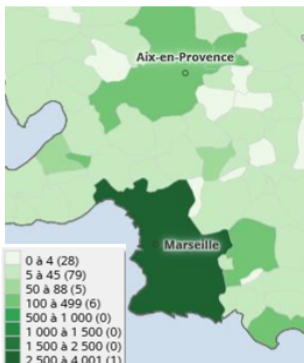 Aix-en-Provence
Marseille
0 à 4 (28)
5 à 45 (79)
50 à 88 (5)
100 à 499 (6)
500 à 1 000 (0)
1 000 à 1 500 (0)
1 500 à 2 500 (0)
2 500 à 4 001 (1)